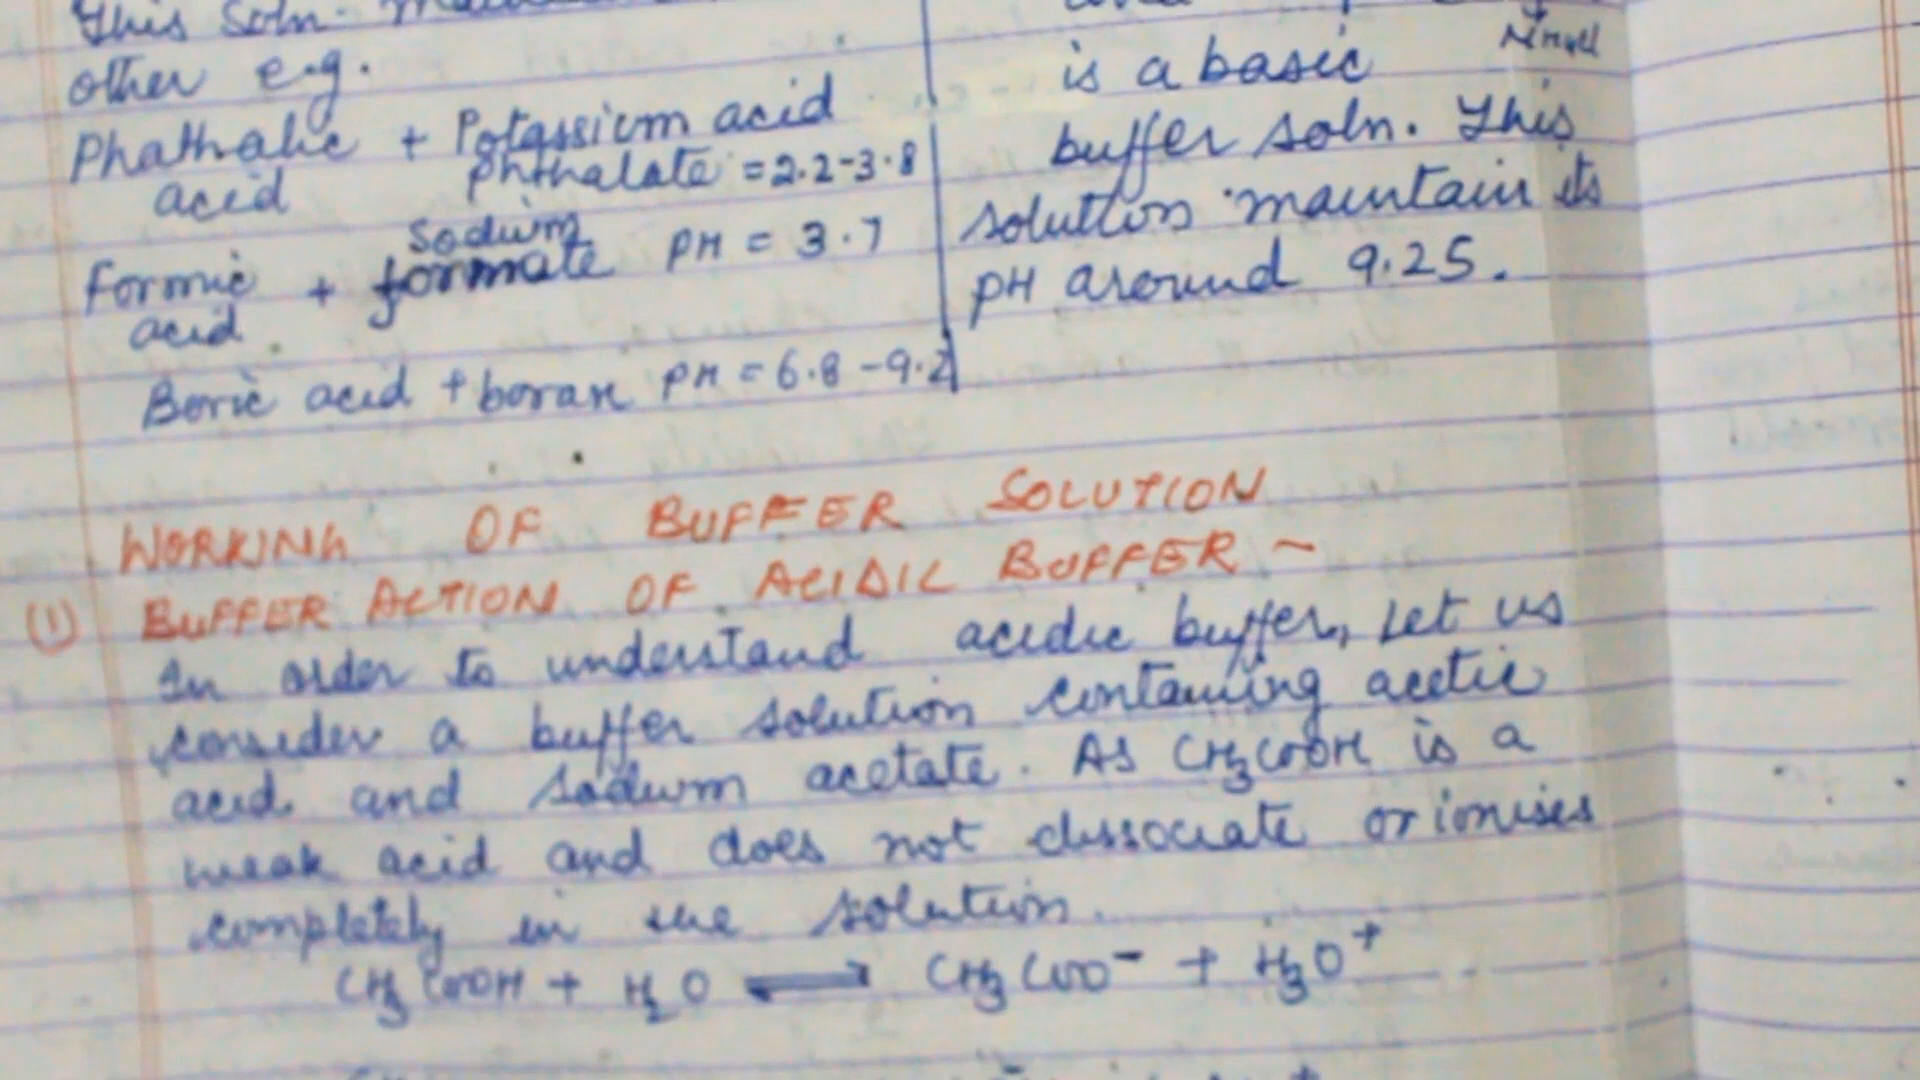 This Soln.
other e.g.
Phathalic + Potassium acid
acid phthalate = 2.2-3.8
Sodium
Formic + formate PH = 3.7
acid
Boric acid + borax PH = 6.8-9.2
is a basic
buffer soln. This
solution maintain its
pH around 9.25.
WORKING OF BUFFER SOLUTION
(1) BUFFER ACTION OF ACIDIC BUFFER -
In order to understand acidic buffer, Let us
consider a buffer solution containing acetic
acid and sodium acetate. As CH₃COOH is a
weak acid and does not dissociate or ionises
completely in the solution.
CH₃COOH + H₂O ⇌ CH₃COO⁻ + H₃O⁺